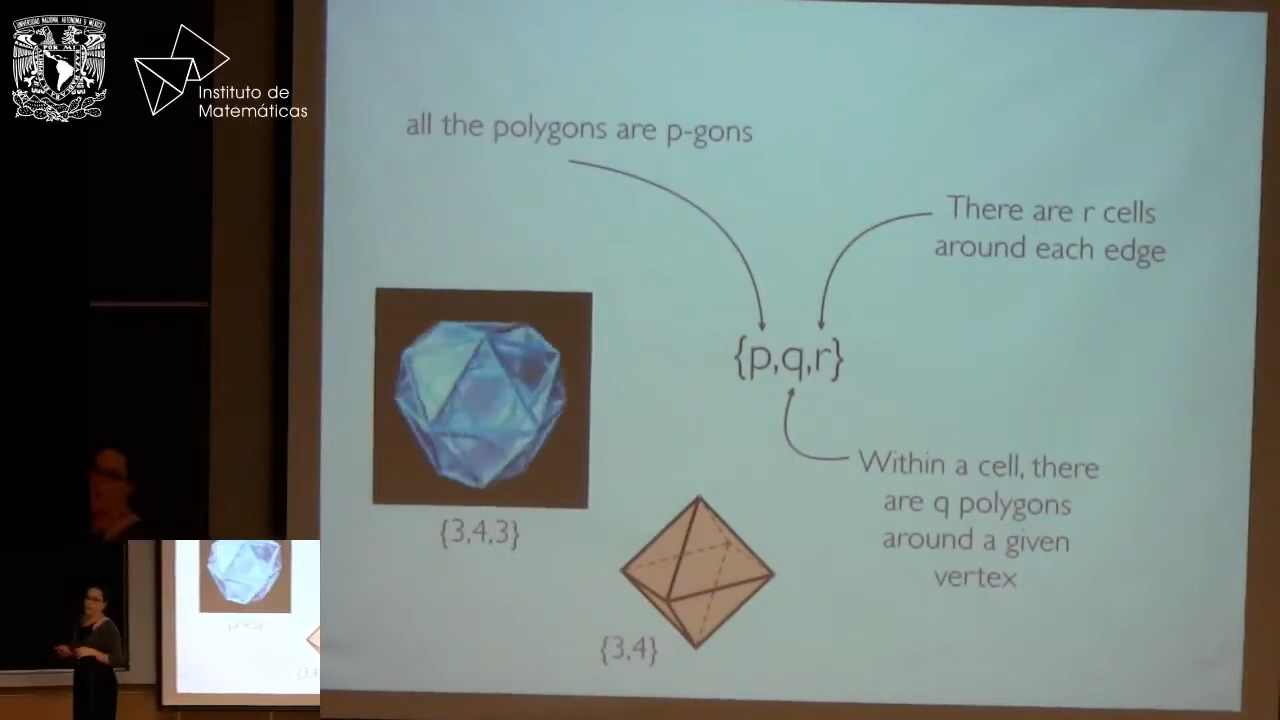 Instituto de
Matemáticas
all the polygons are p-gons
There are r cells
around each edge
{p,q,r}
{3,4,3}
Within a cell, there
are q polygons
around a given
vertex
{3,4}